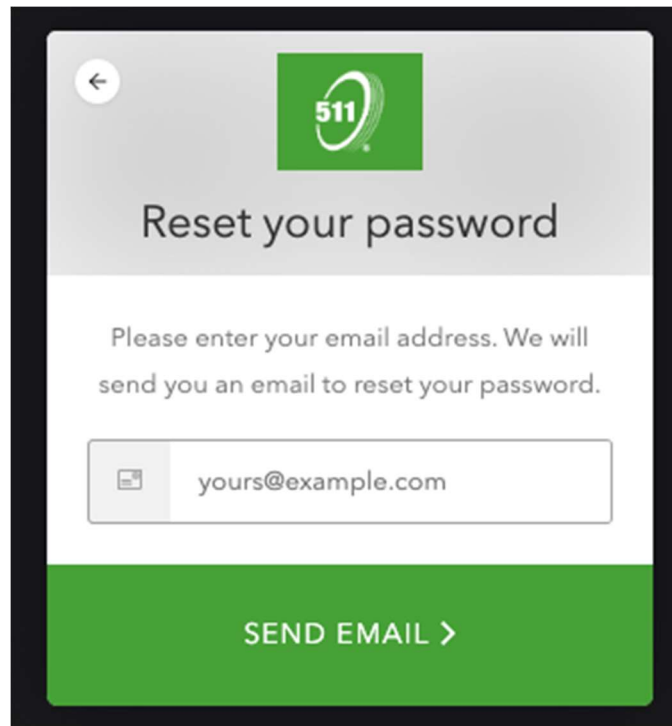 511
Reset your password
Please enter your email address. We will
send you an email to reset your password.
yours@example.com
SEND EMAIL